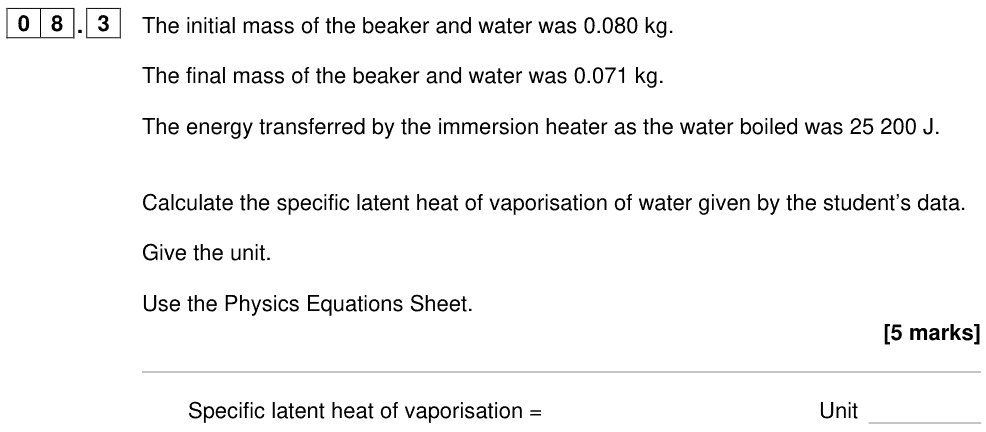 0 8 . 3 The initial mass of the beaker and water was 0.080 kg.
The final mass of the beaker and water was 0.071 kg.
The energy transferred by the immersion heater as the water boiled was 25 200 J.
Calculate the specific latent heat of vaporisation of water given by the student’s data.
Give the unit.
Use the Physics Equations Sheet.
[5 marks]
Specific latent heat of vaporisation = Unit